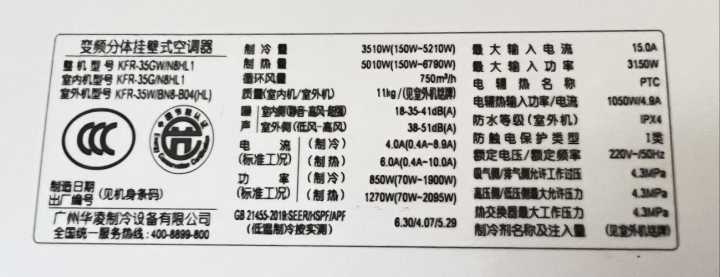 变频分体挂壁式空调器
整机型号 KFR-35GW/N8HL1
室内机型号 KFR-35G/N8HL1
室外机型号 KFR-35W/BN8-B04(HL)
CCC
中国节能认证
Energy Conservation Certification
制造日期
出厂编号 (见机身条码)
广州华凌制冷设备有限公司
全国统一服务热线:400-8899-800
制冷量 3510W(150W~5210W)
制热量 5010W(150W~6790W)
循环风量 750m³/h
质量(室内机/室外机) 11kg/(见室外机铭牌)
噪声 室内侧(静音-高风-超强) 18-35-41dB(A)
室外侧(低风-高风) 38-51dB(A)
电流 (制冷) 4.0A(0.4A~8.9A)
(标准工况) (制热) 6.0A(0.4A~10.0A)
功率 (制冷) 850W(70W~1900W)
(标准工况) (制热) 1270W(70W~2095W)
GB 21455-2019:SEER/HSPF/APF
(低温制冷按实测) 6.30/4.07/5.29
最大输入电流 15.0A
最大输入功率 3150W
电辅热名称 PTC
电辅热输入功率/电流 1050W/4.9A
防水等级(室外机) IPX4
防触电保护类型 I类
额定电压/额定频率 220V~/50Hz
吸气侧/排气侧允许工作过压 4.3MPa
高压侧/低压侧最大允许压力 4.3MPa
热交换器最大工作压力 4.3MPa
制冷剂名称及注入量 (见室外机铭牌)